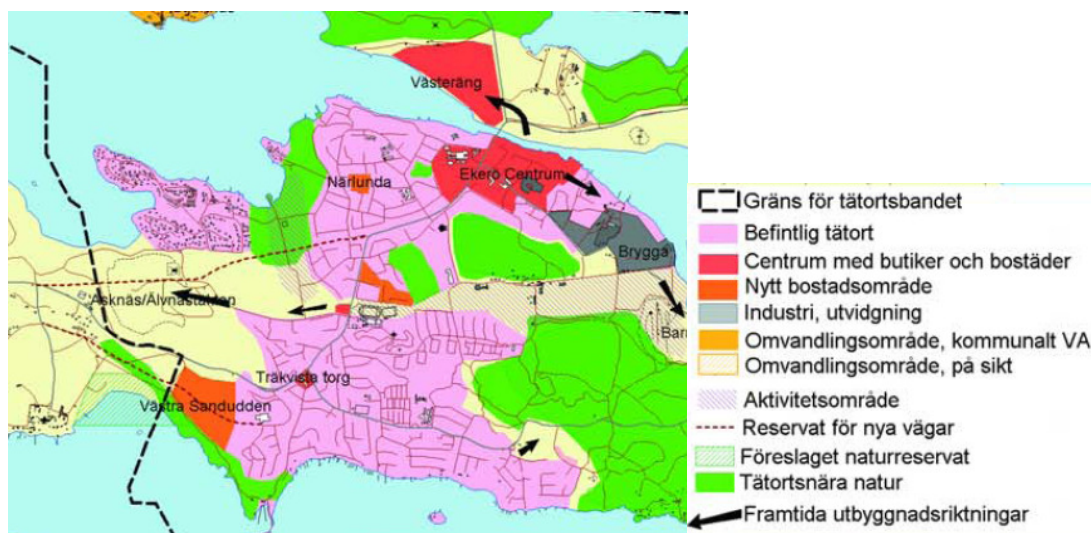 Västeräng
Ekerö Centrum
Närlunda
Brygga
Träkvista torg
Västra Sandudden
Gräns för tätortsbandet
Befintlig tätort
Centrum med butiker och bostäder
Nytt bostadsområde
Industri, utvidgning
Omvandlingsområde, kommunalt VA
Omvandlingsområde, på sikt
Aktivitetsområde
Reservat för nya vägar
Föreslaget naturreservat
Tätortsnära natur
Framtida utbyggnadsriktningar